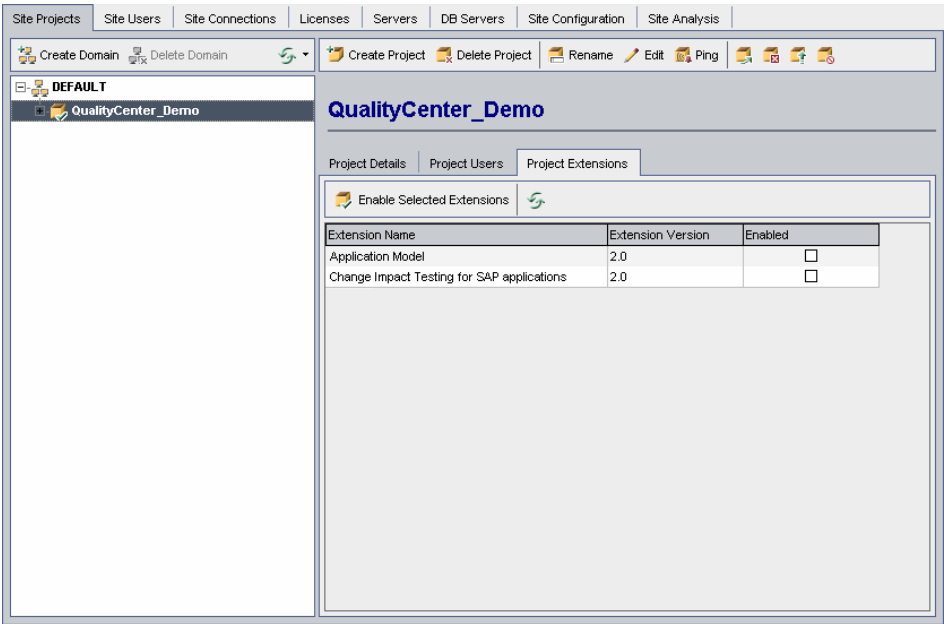 Site Projects Site Users Site Connections Licenses Servers DB Servers Site Configuration Site Analysis
Create Domain Delete Domain Create Project Delete Project Rename Edit Ping
DEFAULT
QualityCenter_Demo
QualityCenter_Demo
Project Details Project Users Project Extensions
Enable Selected Extensions
Extension Name Extension Version Enabled
Application Model 2.0
Change Impact Testing for SAP applications 2.0